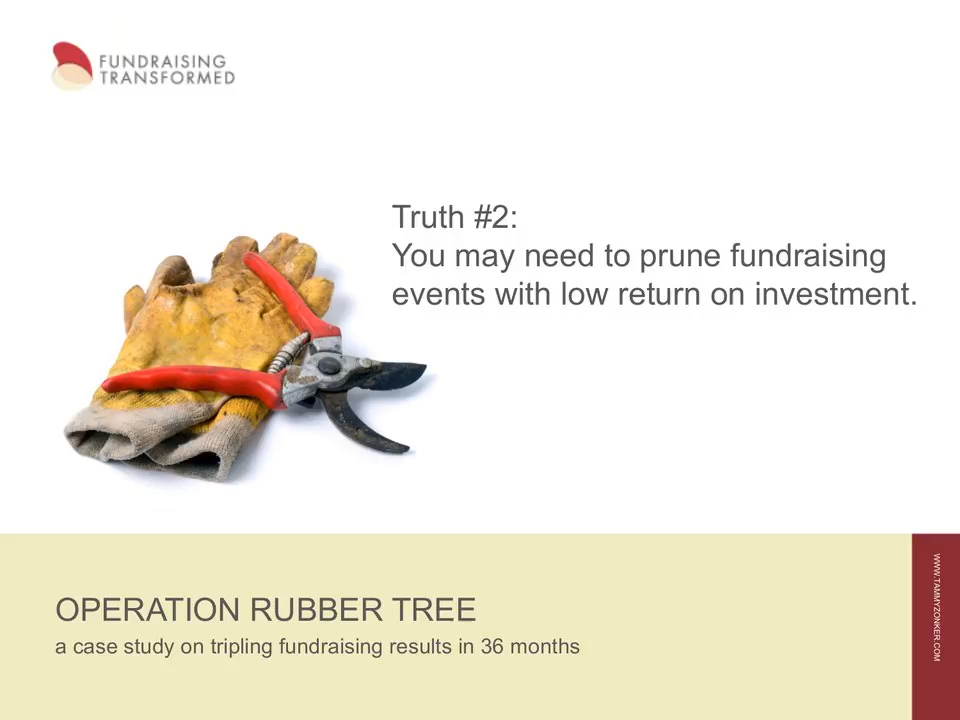 FUNDRAISING
TRANSFORMED
Truth #2:
You may need to prune fundraising
events with low return on investment.
OPERATION RUBBER TREE
a case study on tripling fundraising results in 36 months
WWW.TAMMYZONKER.COM